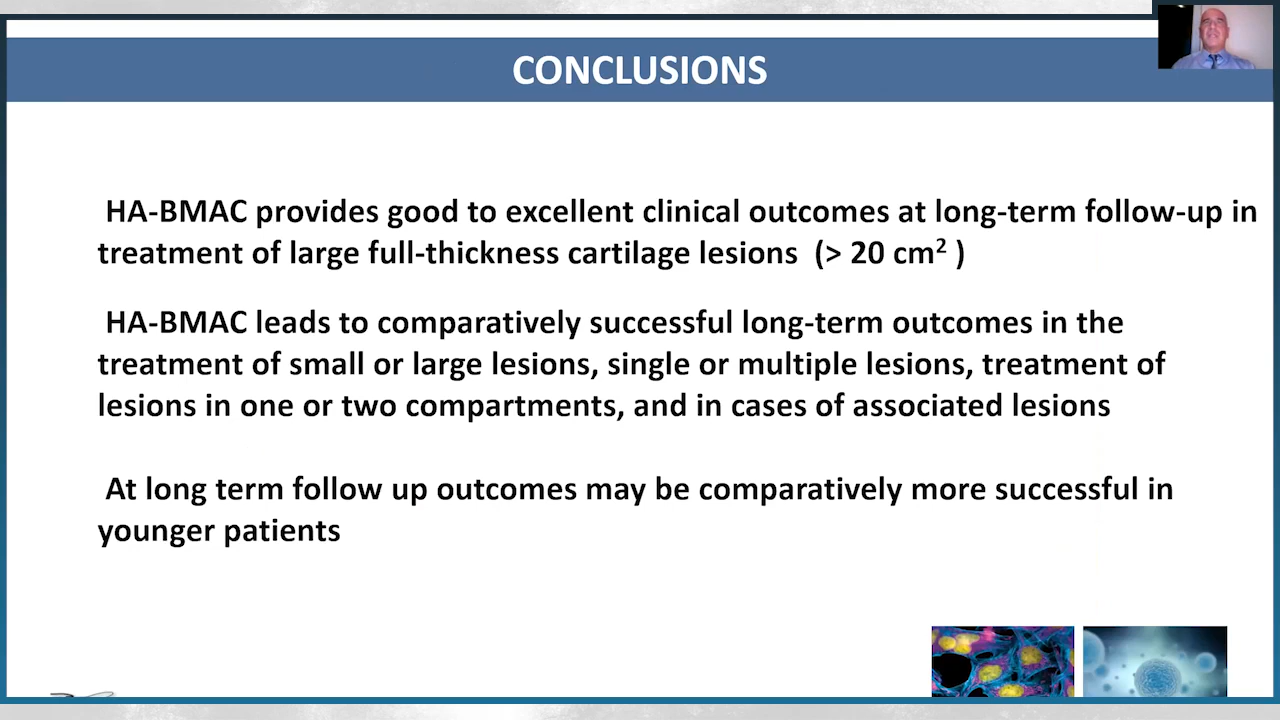 CONCLUSIONS
HA-BMAC provides good to excellent clinical outcomes at long-term follow-up in
treatment of large full-thickness cartilage lesions (> 20 cm² )
HA-BMAC leads to comparatively successful long-term outcomes in the
treatment of small or large lesions, single or multiple lesions, treatment of
lesions in one or two compartments, and in cases of associated lesions
At long term follow up outcomes may be comparatively more successful in
younger patients